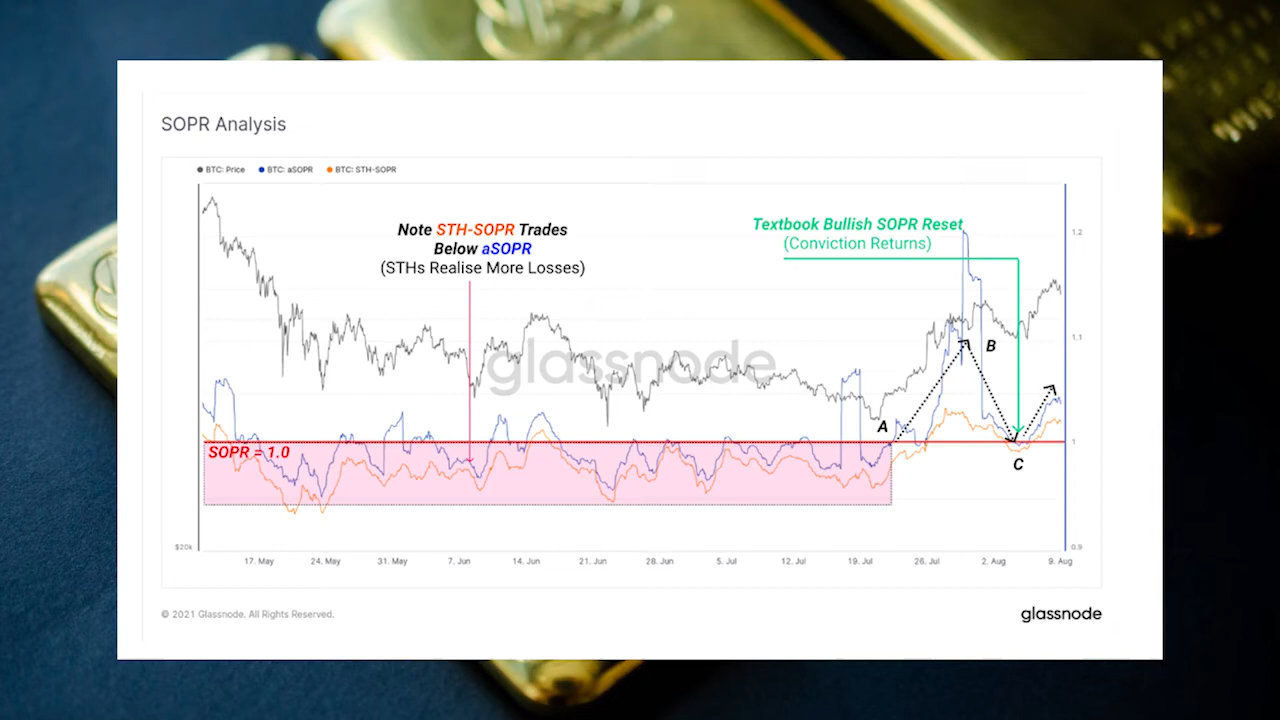 SOPR Analysis
BTC: Price BTC: aSOPR BTC: STH-SOPR
Note STH-SOPR Trades
Below aSOPR
(STHs Realise More Losses)
Textbook Bullish SOPR Reset
(Conviction Returns)
1.2
1.1
B
glassnode
A
1
SOPR = 1.0
C
$20k
0.9
17. May 24. May 31. May 7. Jun 14. Jun 21. Jun 28. Jun 5. Jul 12. Jul 19. Jul 26. Jul 2. Aug 9. Aug
© 2021 Glassnode. All Rights Reserved.
glassnode